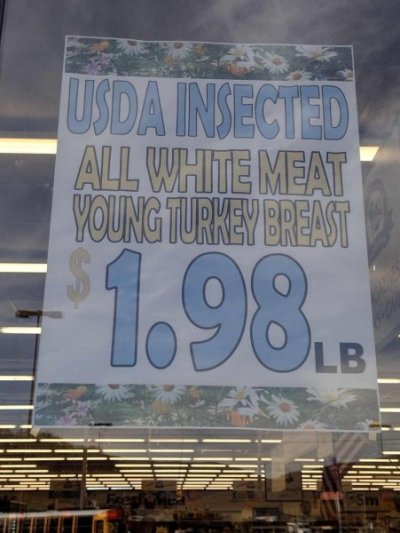 USDA INSECTED
ALL WHITE MEAT
YOUNG TURKEY BREAST
$1.98 LB